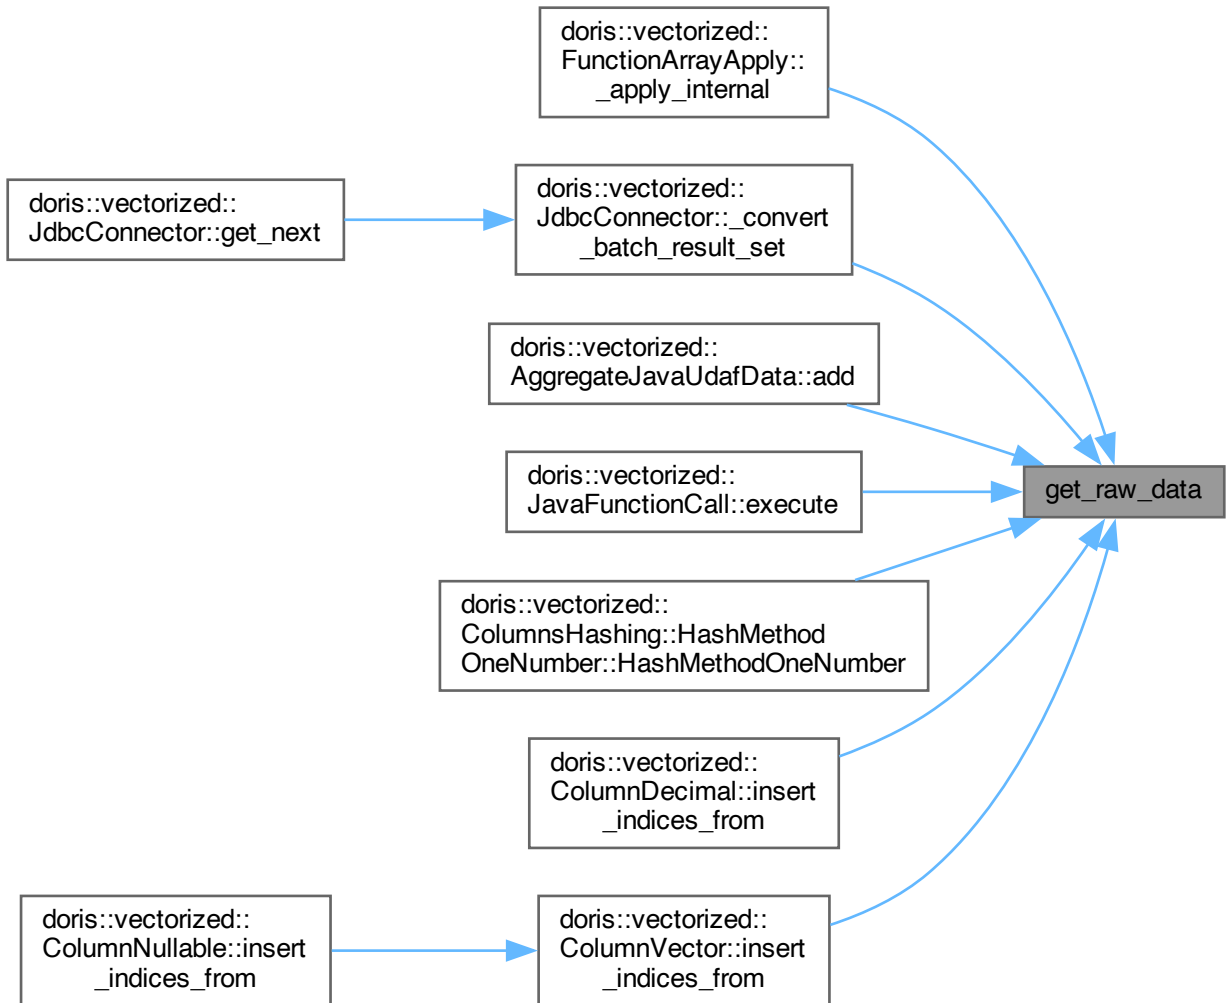 doris::vectorized::
FunctionArrayApply::
_apply_internal
doris::vectorized::
JdbcConnector::get_next
doris::vectorized::
JdbcConnector::_convert
_batch_result_set
doris::vectorized::
AggregateJavaUdafData::add
doris::vectorized::
JavaFunctionCall::execute
get_raw_data
doris::vectorized::
ColumnsHashing::HashMethod
OneNumber::HashMethodOneNumber
doris::vectorized::
ColumnDecimal::insert
_indices_from
doris::vectorized::
ColumnNullable::insert
_indices_from
doris::vectorized::
ColumnVector::insert
_indices_from